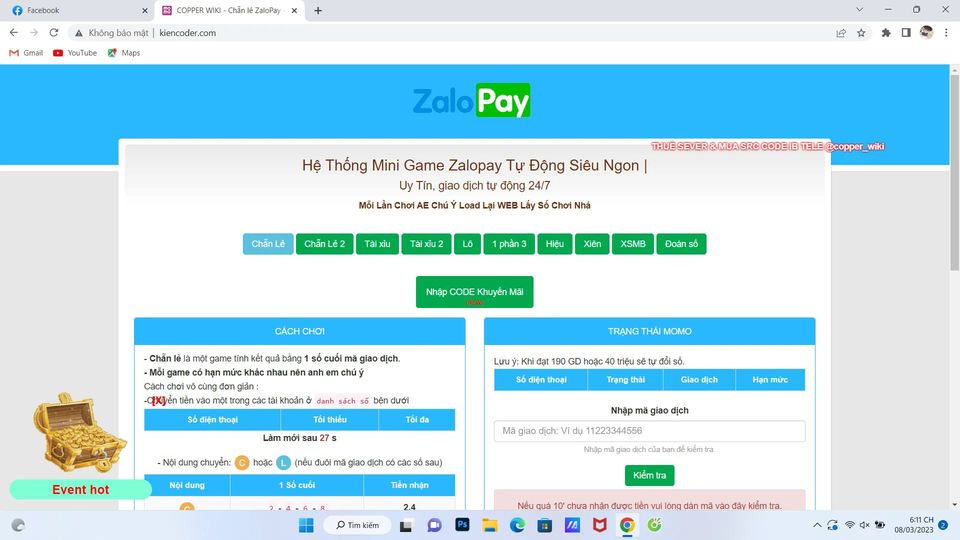 Facebook
COPPER WIKI - Chẵn lẻ ZaloPay
Không bảo mật | kiencoder.com
Gmail YouTube Maps
ZaloPay
THUÊ SEVER & MUA SRC CODE IB TELE @copper_wiki
Hệ Thống Mini Game Zalopay Tự Động Siêu Ngon |
Uy Tín, giao dịch tự động 24/7
Mỗi Lần Chơi AE Chú Ý Load Lại WEB Lấy Số Chơi Nhá
Chẵn Lẻ Chẵn Lẻ 2 Tài xỉu Tài xỉu 2 Lô 1 phần 3 Hiệu Xiên XSMB Đoán số
Nhập CODE Khuyến Mãi
CÁCH CHƠI
- Chẵn lẻ là một game tính kết quả bằng 1 số cuối mã giao dịch.
- Mỗi game có hạn mức khác nhau nên anh em chú ý
Cách chơi vô cùng đơn giản :
[X]
bên dưới
danh sách số
tiền vào một trong các tài khoản ở
Số điện thoại Tối thiểu Tối đa
Làm mới sau 27 s
- Nội dung chuyển: C hoặc L (nếu đuôi mã giao dịch có các số sau)
Nội dung 1 Số cuối Tiền nhận
C 2 - 4 - 6 - 8 2.4
TRẠNG THÁI MOMO
Lưu ý: Khi đạt 190 GD hoặc 40 triệu sẽ tự đổi số.
Số điện thoại Trạng thái Giao dịch Hạn mức
Nhập mã giao dịch
Mã giao dịch: Ví dụ 11223344556
Nhập mã giao dịch của bạn để kiểm tra.
Kiểm tra
Nếu quá 10' chưa nhận được tiền vui lòng dán mã vào đây kiểm tra.
Event hot
Tìm kiếm
6:11 CH
08/03/2023
2